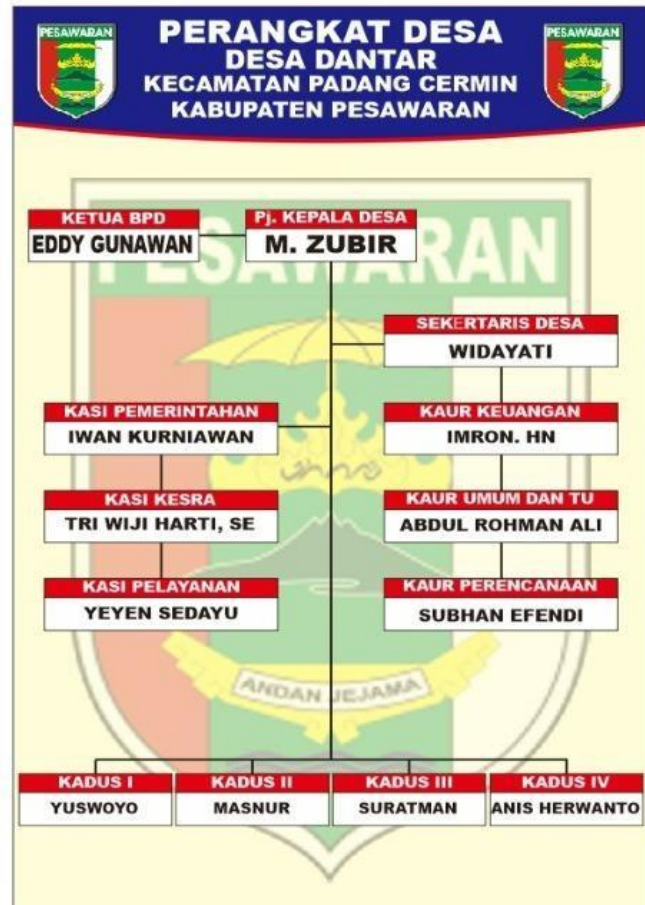 PESAWARAN
PERANGKAT DESA
DESA DANTAR
KECAMATAN PADANG CERMIN
KABUPATEN PESAWARAN
PESAWARAN
KETUA BPD
EDDY GUNAWAN
Pj. KEPALA DESA
M. ZUBIR
PESAWARAN
SEKERTARIS DESA
WIDAYATI
KASI PEMERINTAHAN
IWAN KURNIAWAN
KAUR KEUANGAN
IMRON. HN
KASI KESRA
TRI WIJI HARTI, SE
KAUR UMUM DAN TU
ABDUL ROHMAN ALI
KASI PELAYANAN
YEYEN SEDAYU
KAUR PERENCANAAN
SUBHAN EFENDI
ANDAN JEJAMA
KADUS I
YUSWOYO
KADUS II
MASNUR
KADUS III
SURATMAN
KADUS IV
ANIS HERWANTO